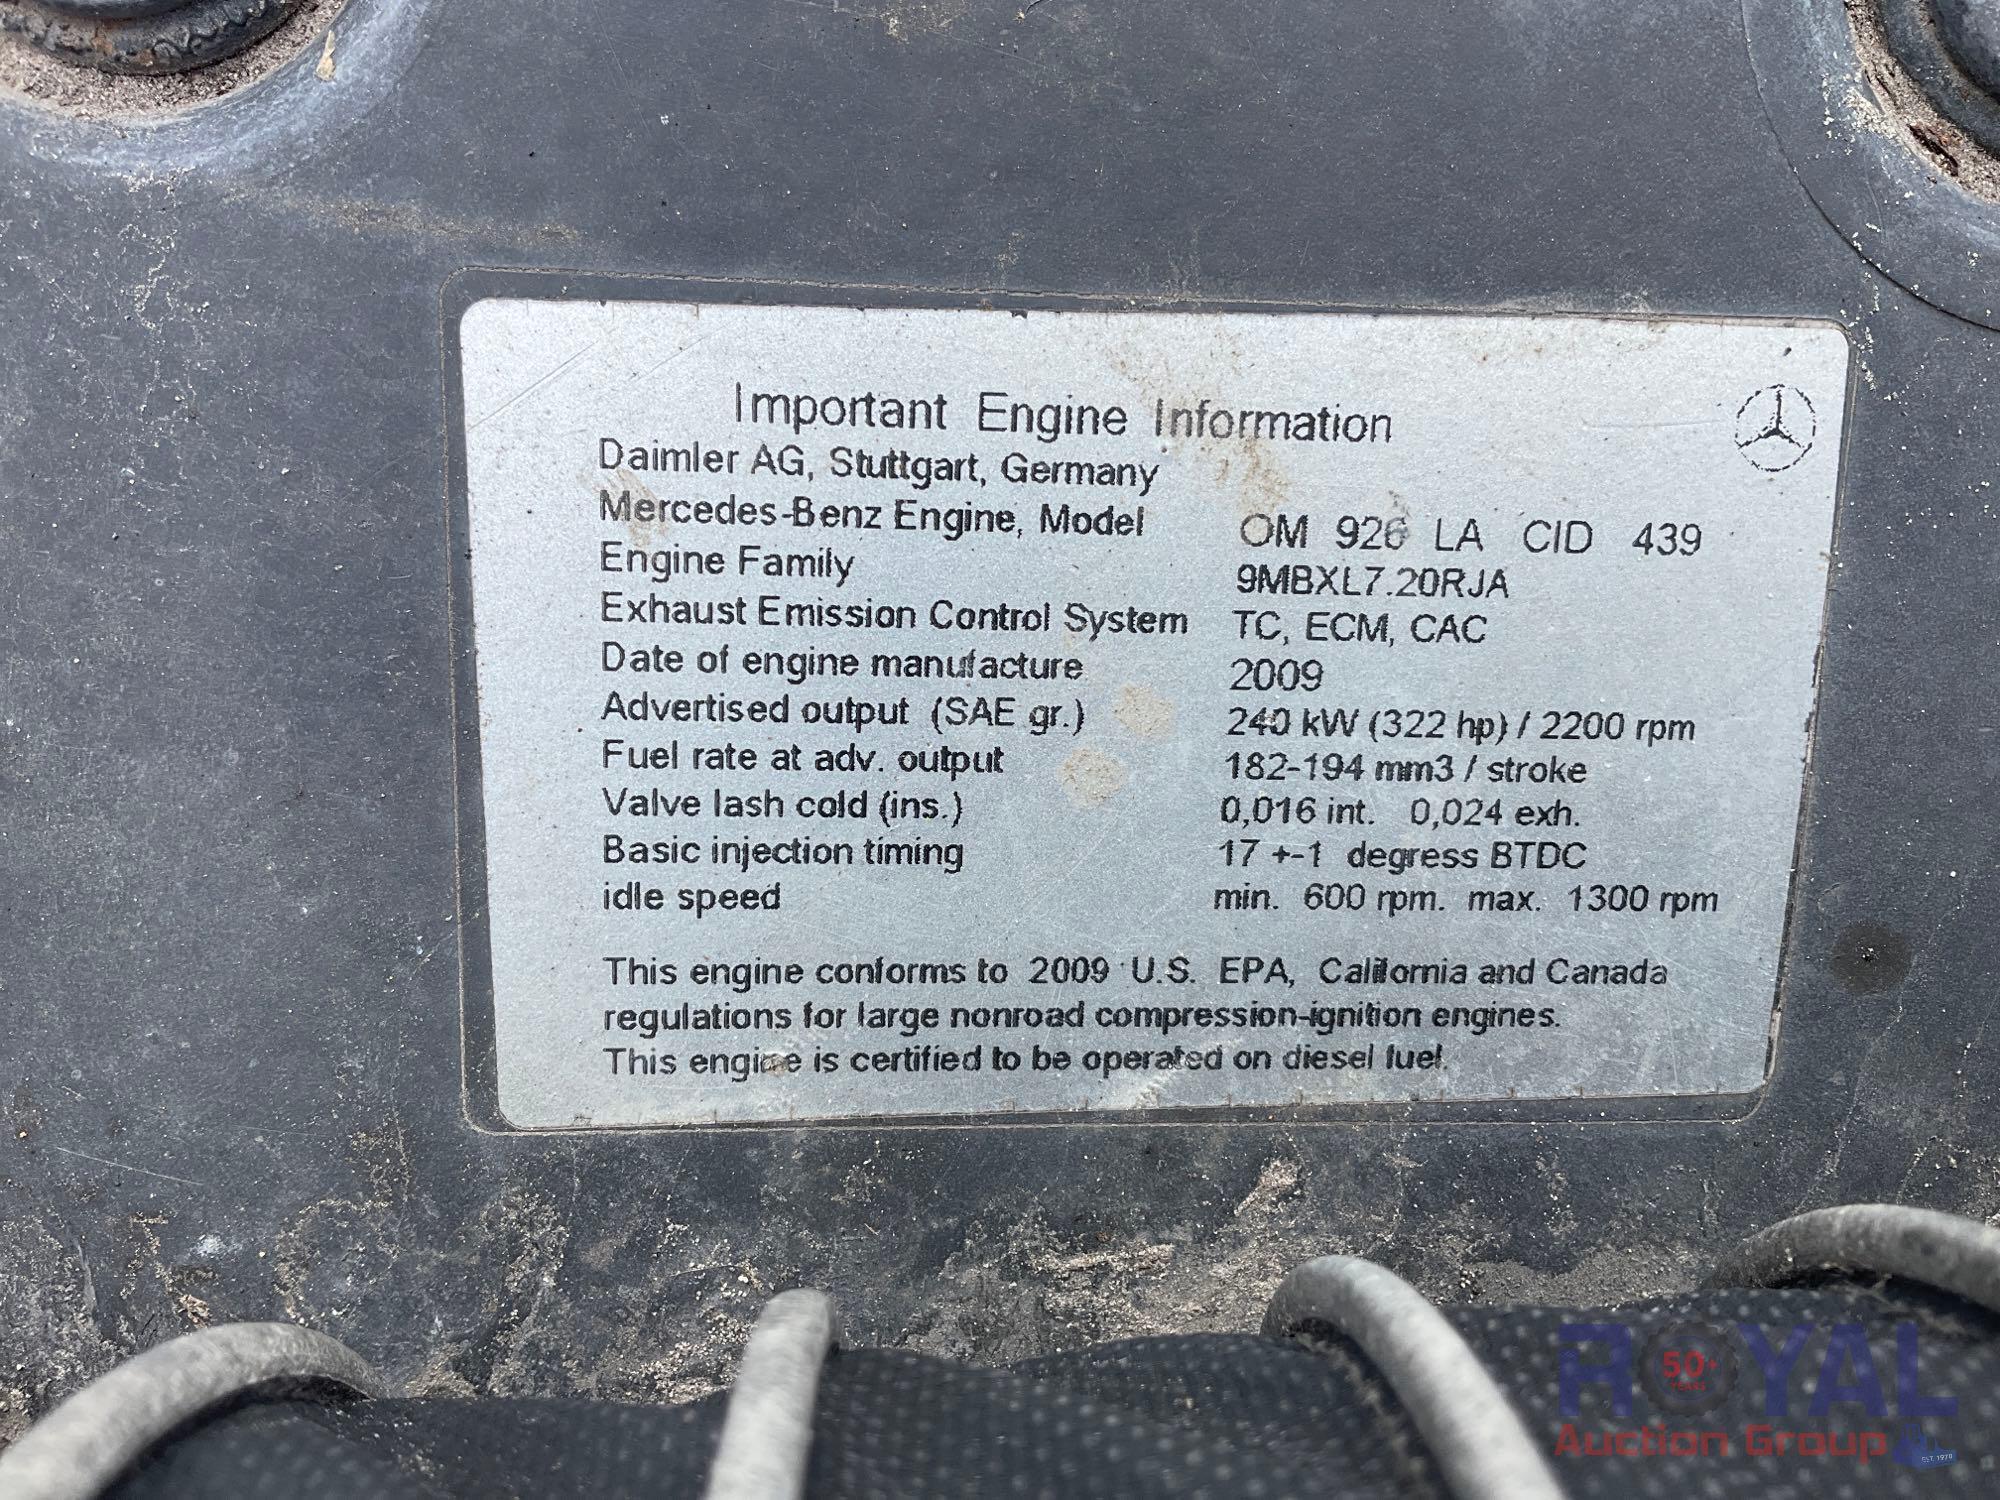 Important Engine Information
Daimler AG, Stuttgart, Germany
Mercedes-Benz Engine, Model OM 926 LA CID 439
Engine Family 9MBXL7.20RJA
Exhaust Emission Control System TC, ECM, CAC
Date of engine manufacture 2009
Advertised output (SAE gr.) 240 kW (322 hp) / 2200 rpm
Fuel rate at adv. output 182-194 mm3 / stroke
Valve lash cold (ins.) 0,016 int. 0,024 exh.
Basic injection timing 17 +-1 degress BTDC
idle speed min. 600 rpm. max. 1300 rpm
This engine conforms to 2009 U.S. EPA, California and Canada
regulations for large nonroad compression-ignition engines.
This engine is certified to be operated on diesel fuel.
ROYAL
50+
YEARS
Auction Group
EST. 1970